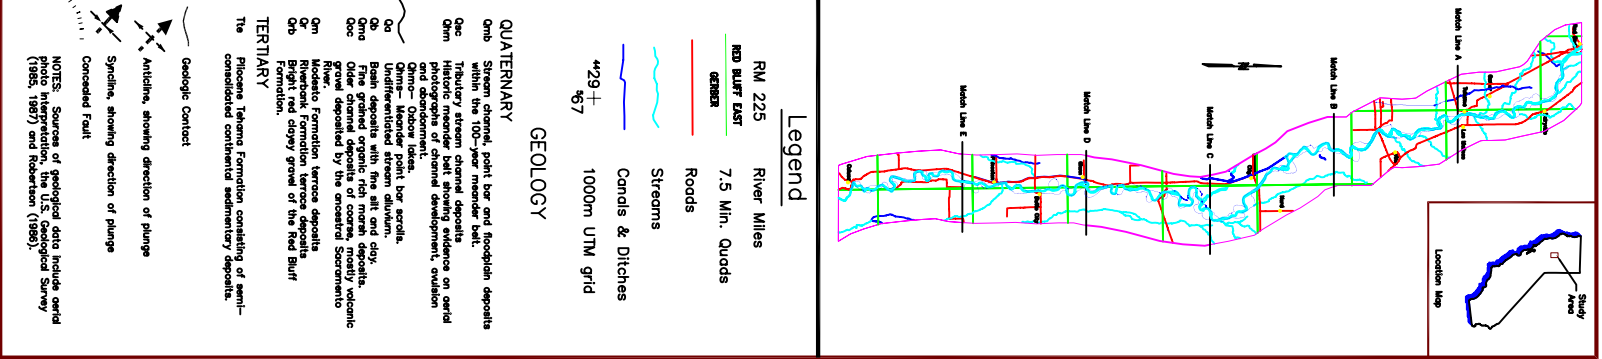 Legend
RM 225 River Miles
RED BLUFF EAST
GERBER
7.5 Min. Quads
Roads
Streams
Canals & Ditches
4429+
567
1000m UTM grid
GEOLOGY
QUATERNARY
Qmb Stream channel, point bar and floodplain deposits
within the 100-year meander belt.
Qsc Tributary stream channel deposits
Qhm Historic meander belt showing evidence on aerial
photographs of channel development, avulsion
and abandonment.
Qhmo- Oxbow lakes.
Qhms- Meander point bar scrolls.
Qa Undifferentiated stream alluvium.
Qb Basin deposits with fine silt and clay.
Qma Fine grained organic rich marsh deposits.
Qoc Older channel deposits of coarse, mostly volcanic
gravel deposited by the ancestral Sacramento
River.
Qm Modesto Formation terrace deposits
Qr Riverbank Formation terrace deposits
Qrb Bright red clayey gravel of the Red Bluff
Formation.
TERTIARY
Tte Pliocene Tehama Formation consisting of semi-
consolidated continental sedimentary deposits.
Geologic Contact
Anticline, showing direction of plunge
Syncline, showing direction of plunge
Concealed Fault
NOTES: Sources of geological data include aerial
photo interpretation, the U.S. Geological Survey
(1985, 1987) and Robertson (1986).
Match Line A
Match Line B
Match Line C
Match Line D
Match Line E
N
Study
Area
Location Map